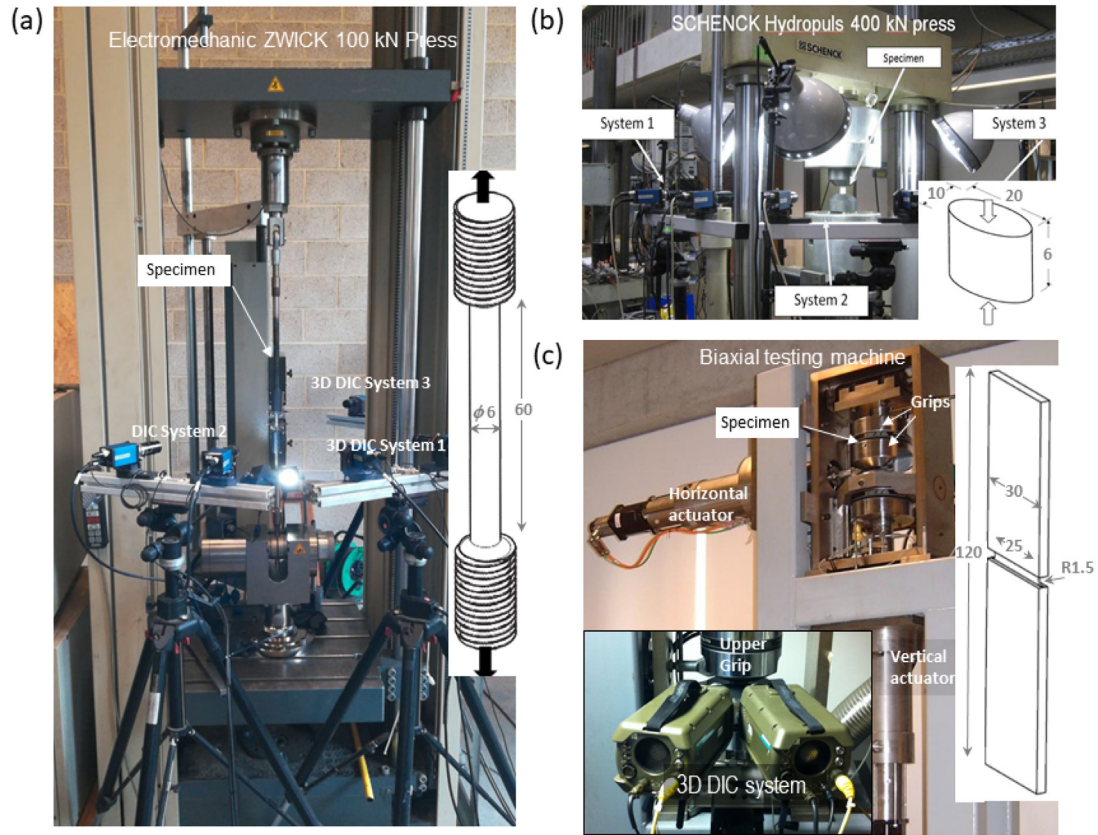 (a)
Electromechanic ZWICK 100 kN Press
Specimen
3D DIC System 3
DIC System 2
3D DIC System 1
ϕ6
60
(b)
SCHENCK Hydropuls 400 kN press
SCHENCK
Specimen
System 1
System 3
System 2
10
20
6
(c)
Biaxial testing machine
Grips
Specimen
Horizontal
actuator
30
25
120
R1.5
Upper
Grip
Vertical
actuator
3D DIC system